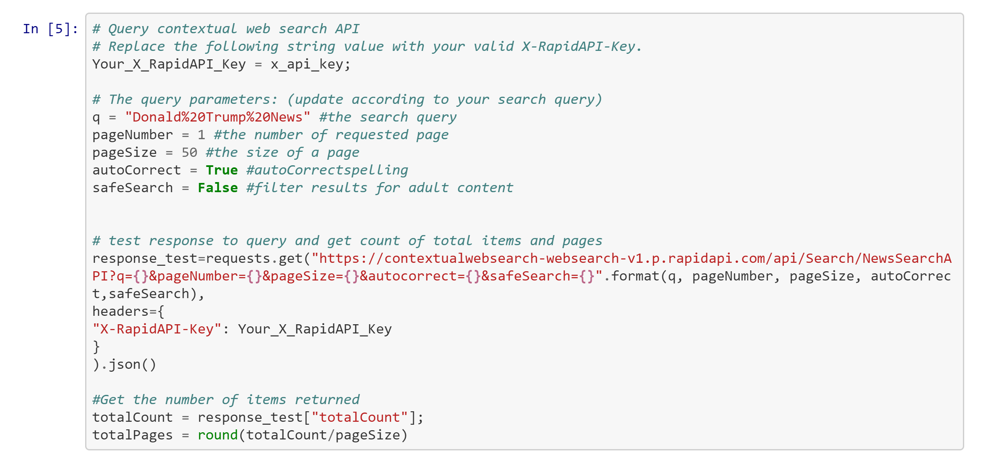 In [5]:
# Query contextual web search API
# Replace the following string value with your valid X-RapidAPI-Key.
Your_X_RapidAPI_Key = x_api_key;

# The query parameters: (update according to your search query)
q = "Donald%20Trump%20News" #the search query
pageNumber = 1 #the number of requested page
pageSize = 50 #the size of a page
autoCorrect = True #autoCorrectspelling
safeSearch = False #filter results for adult content


# test response to query and get count of total items and pages
response_test=requests.get("https://contextualwebsearch-websearch-v1.p.rapidapi.com/api/Search/NewsSearchA
PI?q={}&pageNumber={}&pageSize={}&autocorrect={}&safeSearch={}".format(q, pageNumber, pageSize, autoCorrec
t,safeSearch),
headers={
"X-RapidAPI-Key": Your_X_RapidAPI_Key
}
).json()

#Get the number of items returned
totalCount = response_test["totalCount"];
totalPages = round(totalCount/pageSize)